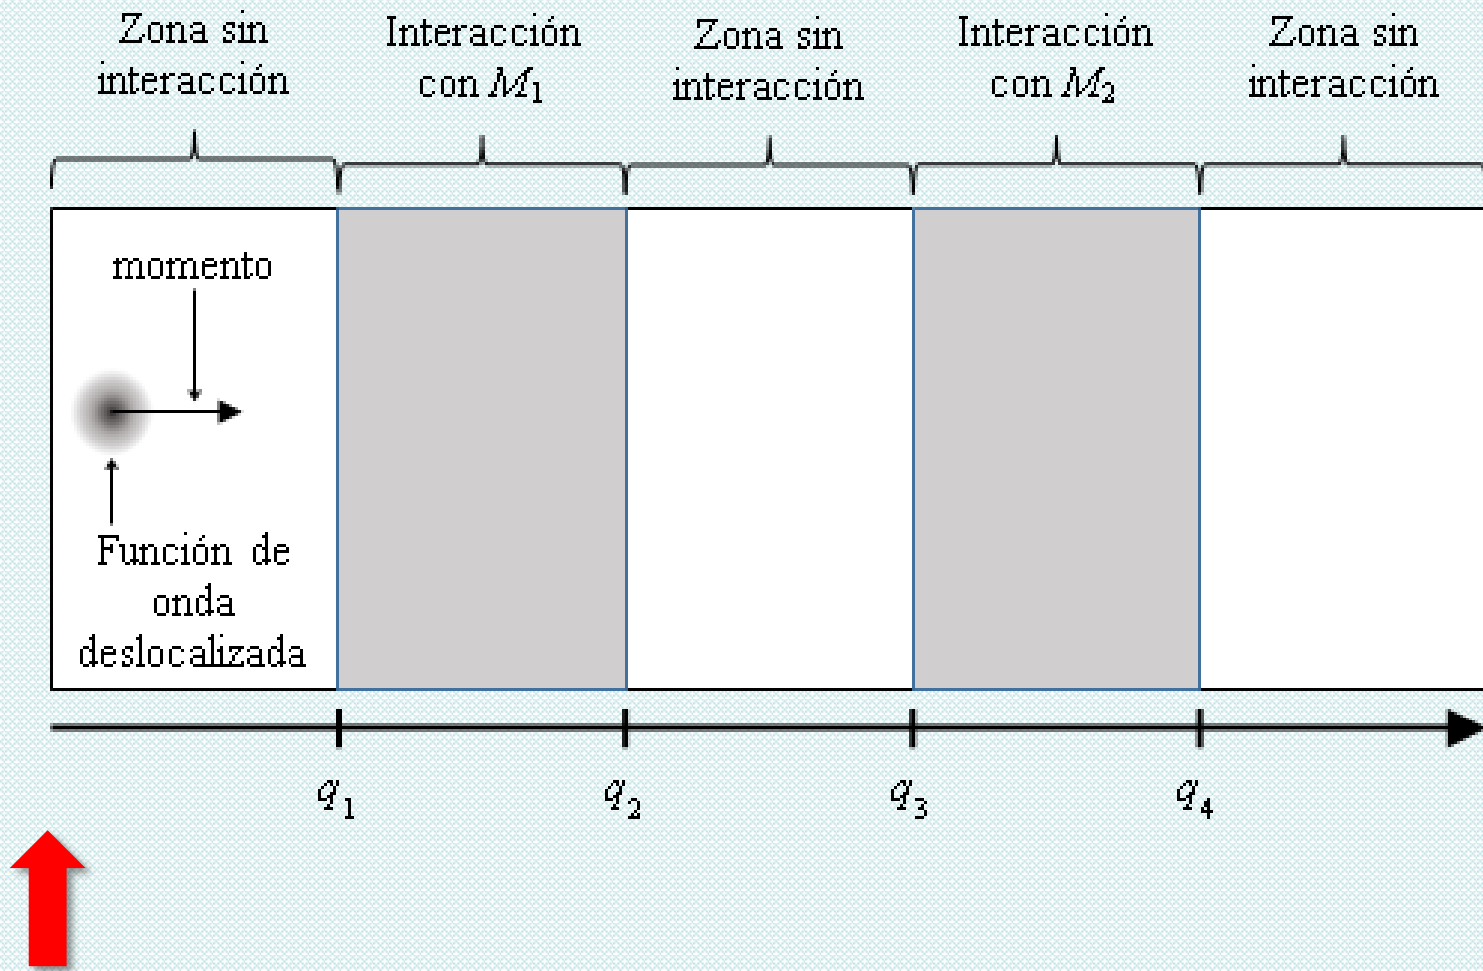 Zona sin
interacción
Interacción
con M₁
Zona sin
interacción
Interacción
con M₂
Zona sin
interacción
momento
Función de
onda
deslocalizada
q₁
q₂
q₃
q₄